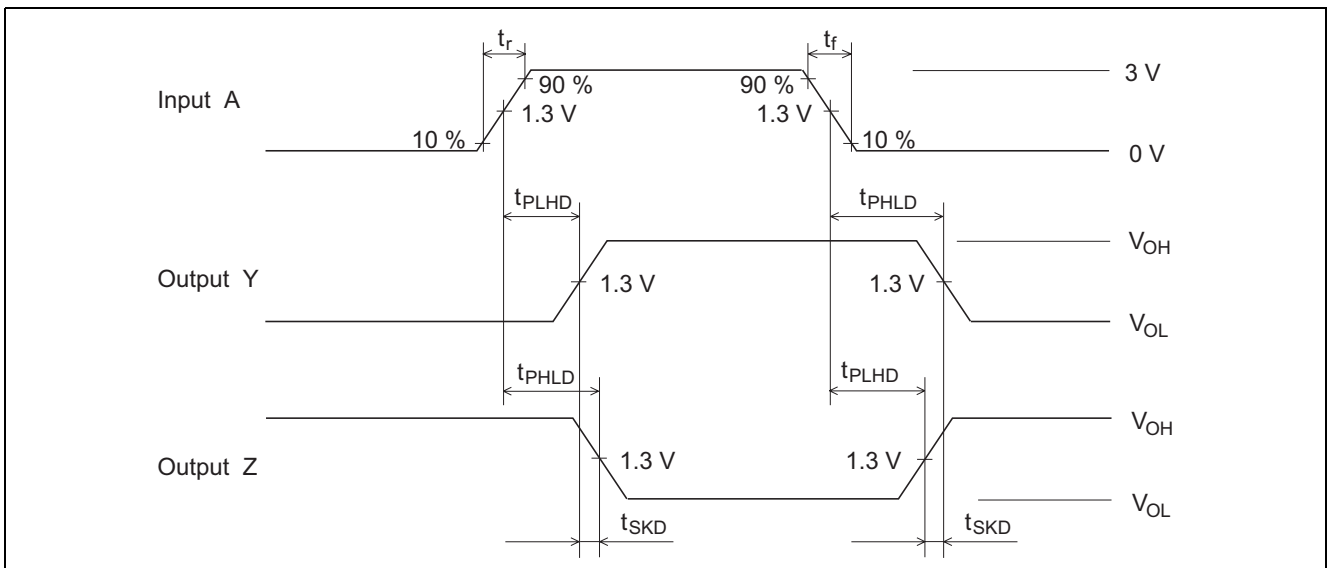 tr tf
90 % 90 % 3 V
Input A 1.3 V 1.3 V
10 % 10 % 0 V
tPLHD tPHLD
VOH
Output Y 1.3 V 1.3 V
VOL
tPHLD tPLHD
VOH
Output Z 1.3 V 1.3 V
VOL
tSKD tSKD